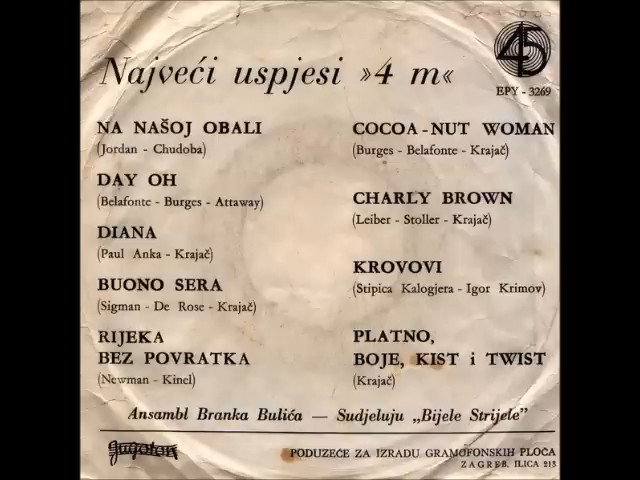 45
Najveći uspjesi »4 m«
EPY - 3269
NA NAŠOJ OBALI
(Jordan - Chudoba)
DAY OH
(Belafonte - Burges - Attaway)
DIANA
(Paul Anka - Krajač)
BUONO SERA
(Sigman - De Rose - Krajač)
RIJEKA
BEZ POVRATKA
(Newman - Kinel)
COCOA - NUT WOMAN
(Burges - Belafonte - Krajač)
CHARLY BROWN
(Leiber - Stoller - Krajač)
KROVOVI
(Stipica Kalogjera - Igor Krimov)
PLATNO,
BOJE, KIST i TWIST
(Krajač)
Ansambl Branka Bulića — Sudjeluju „Bijele Strijele”
jugoton
PODUZEĆE ZA IZRADU GRAMOFONSKIH PLOČA
ZAGREB, ILICA 213